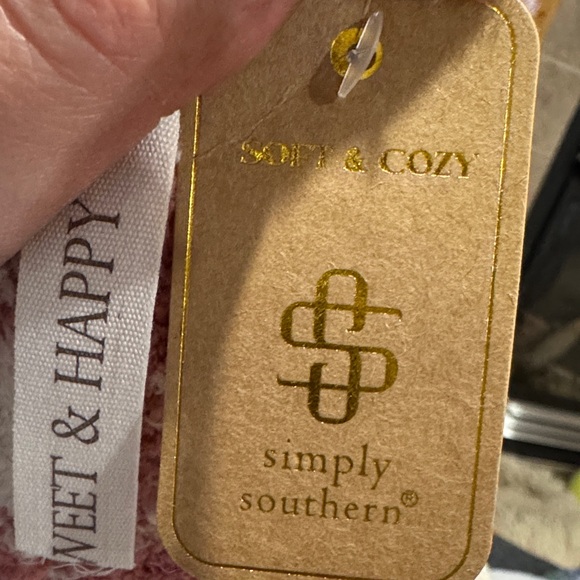 SOFT & COZY
simply
southern®
WEET & HAPPY